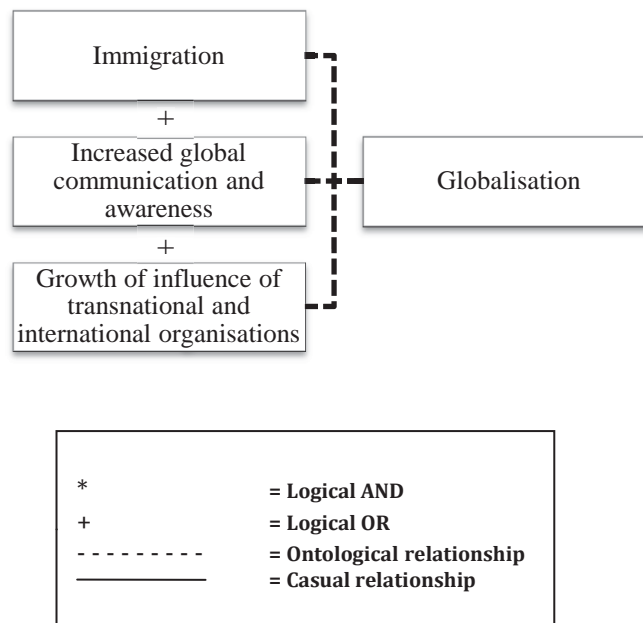 Immigration
+
Increased global
communication and
awareness
Globalisation
+
Growth of influence of
transnational and
international organisations
* = Logical AND
+ = Logical OR
- - - - - - - - - = Ontological relationship
= Casual relationship